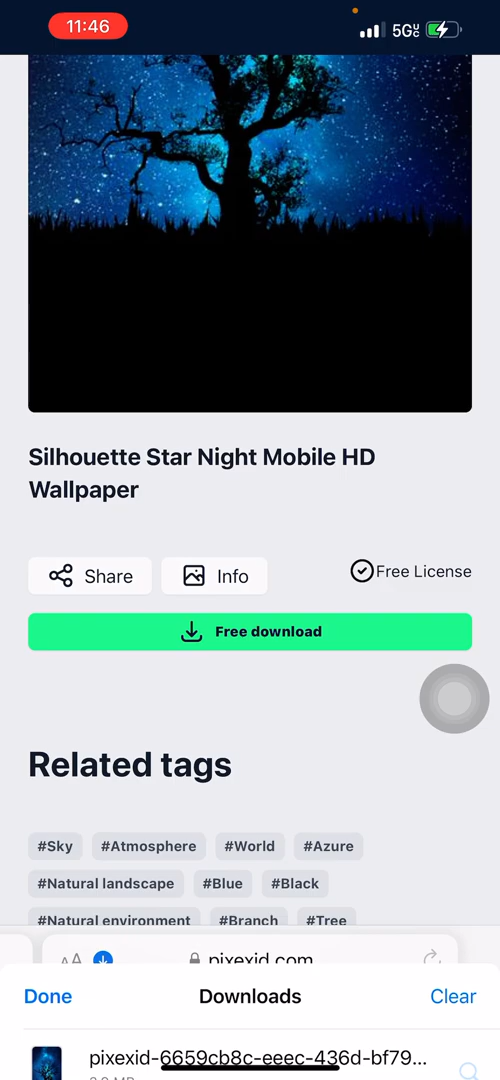 11:46
5G
Silhouette Star Night Mobile HD
Wallpaper
Share
Info
Free License
Free download
Related tags
#Sky
#Atmosphere
#World
#Azure
#Natural landscape
#Blue
#Black
#Natural environment
#Branch
#Tree
AA
pixexid.com
Done
Downloads
Clear
pixexid-6659cb8c-eeec-436d-bf79...